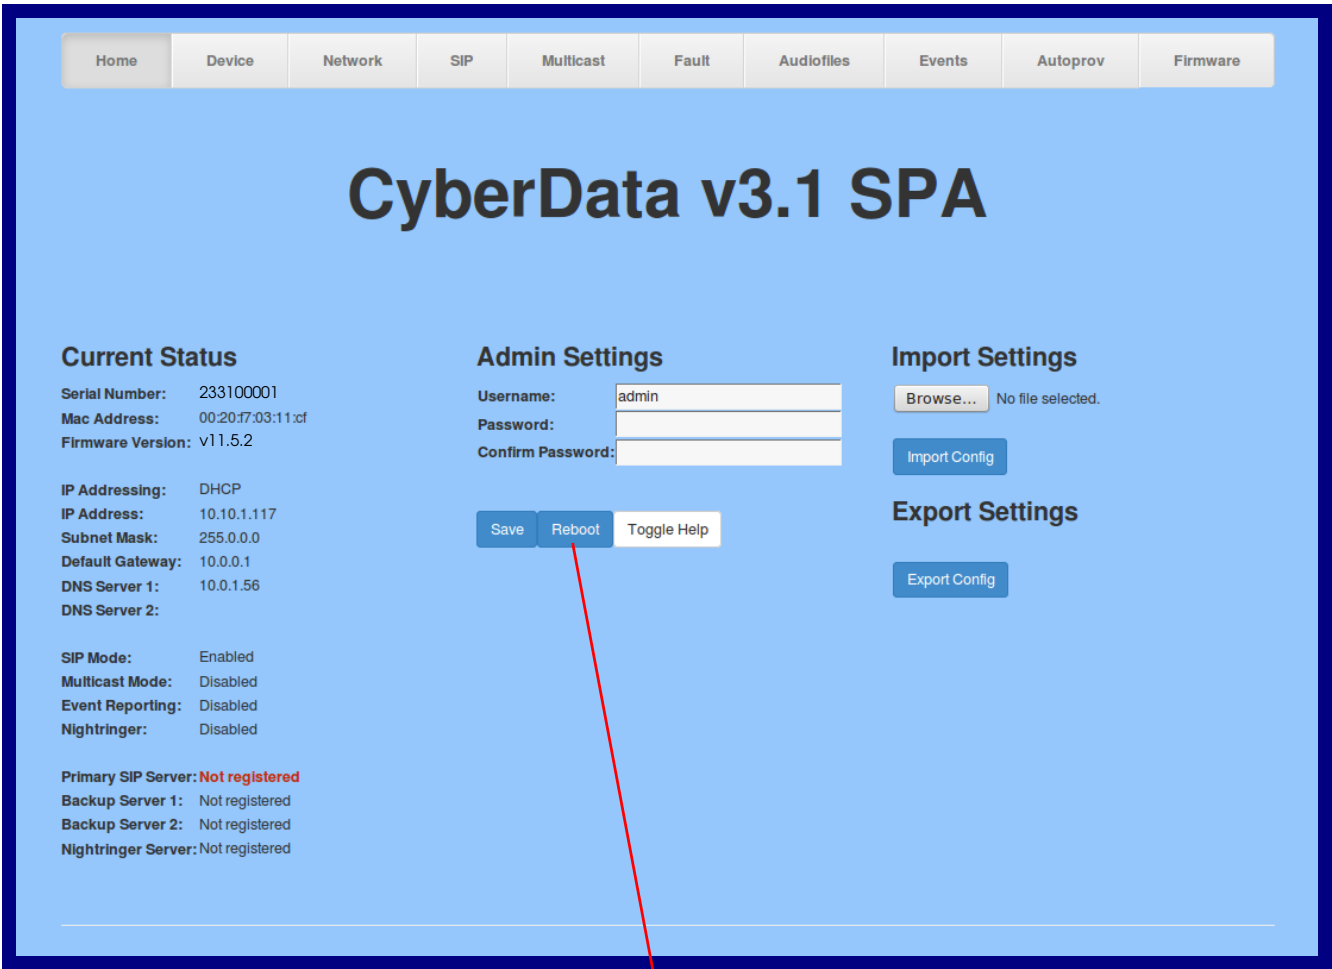 Home Device Network SIP Multicast Fault Audiofiles Events Autoprov Firmware
CyberData v3.1 SPA
Current Status
Serial Number: 233100001
Mac Address: 00:20:f7:03:11:cf
Firmware Version: v11.5.2
IP Addressing: DHCP
IP Address: 10.10.1.117
Subnet Mask: 255.0.0.0
Default Gateway: 10.0.0.1
DNS Server 1: 10.0.1.56
DNS Server 2:
SIP Mode: Enabled
Multicast Mode: Disabled
Event Reporting: Disabled
Nightringer: Disabled
Primary SIP Server: Not registered
Backup Server 1: Not registered
Backup Server 2: Not registered
Nightringer Server: Not registered
Admin Settings
Username: admin
Password:
Confirm Password:
Save Reboot Toggle Help
Import Settings
Browse... No file selected.
Import Config
Export Settings
Export Config